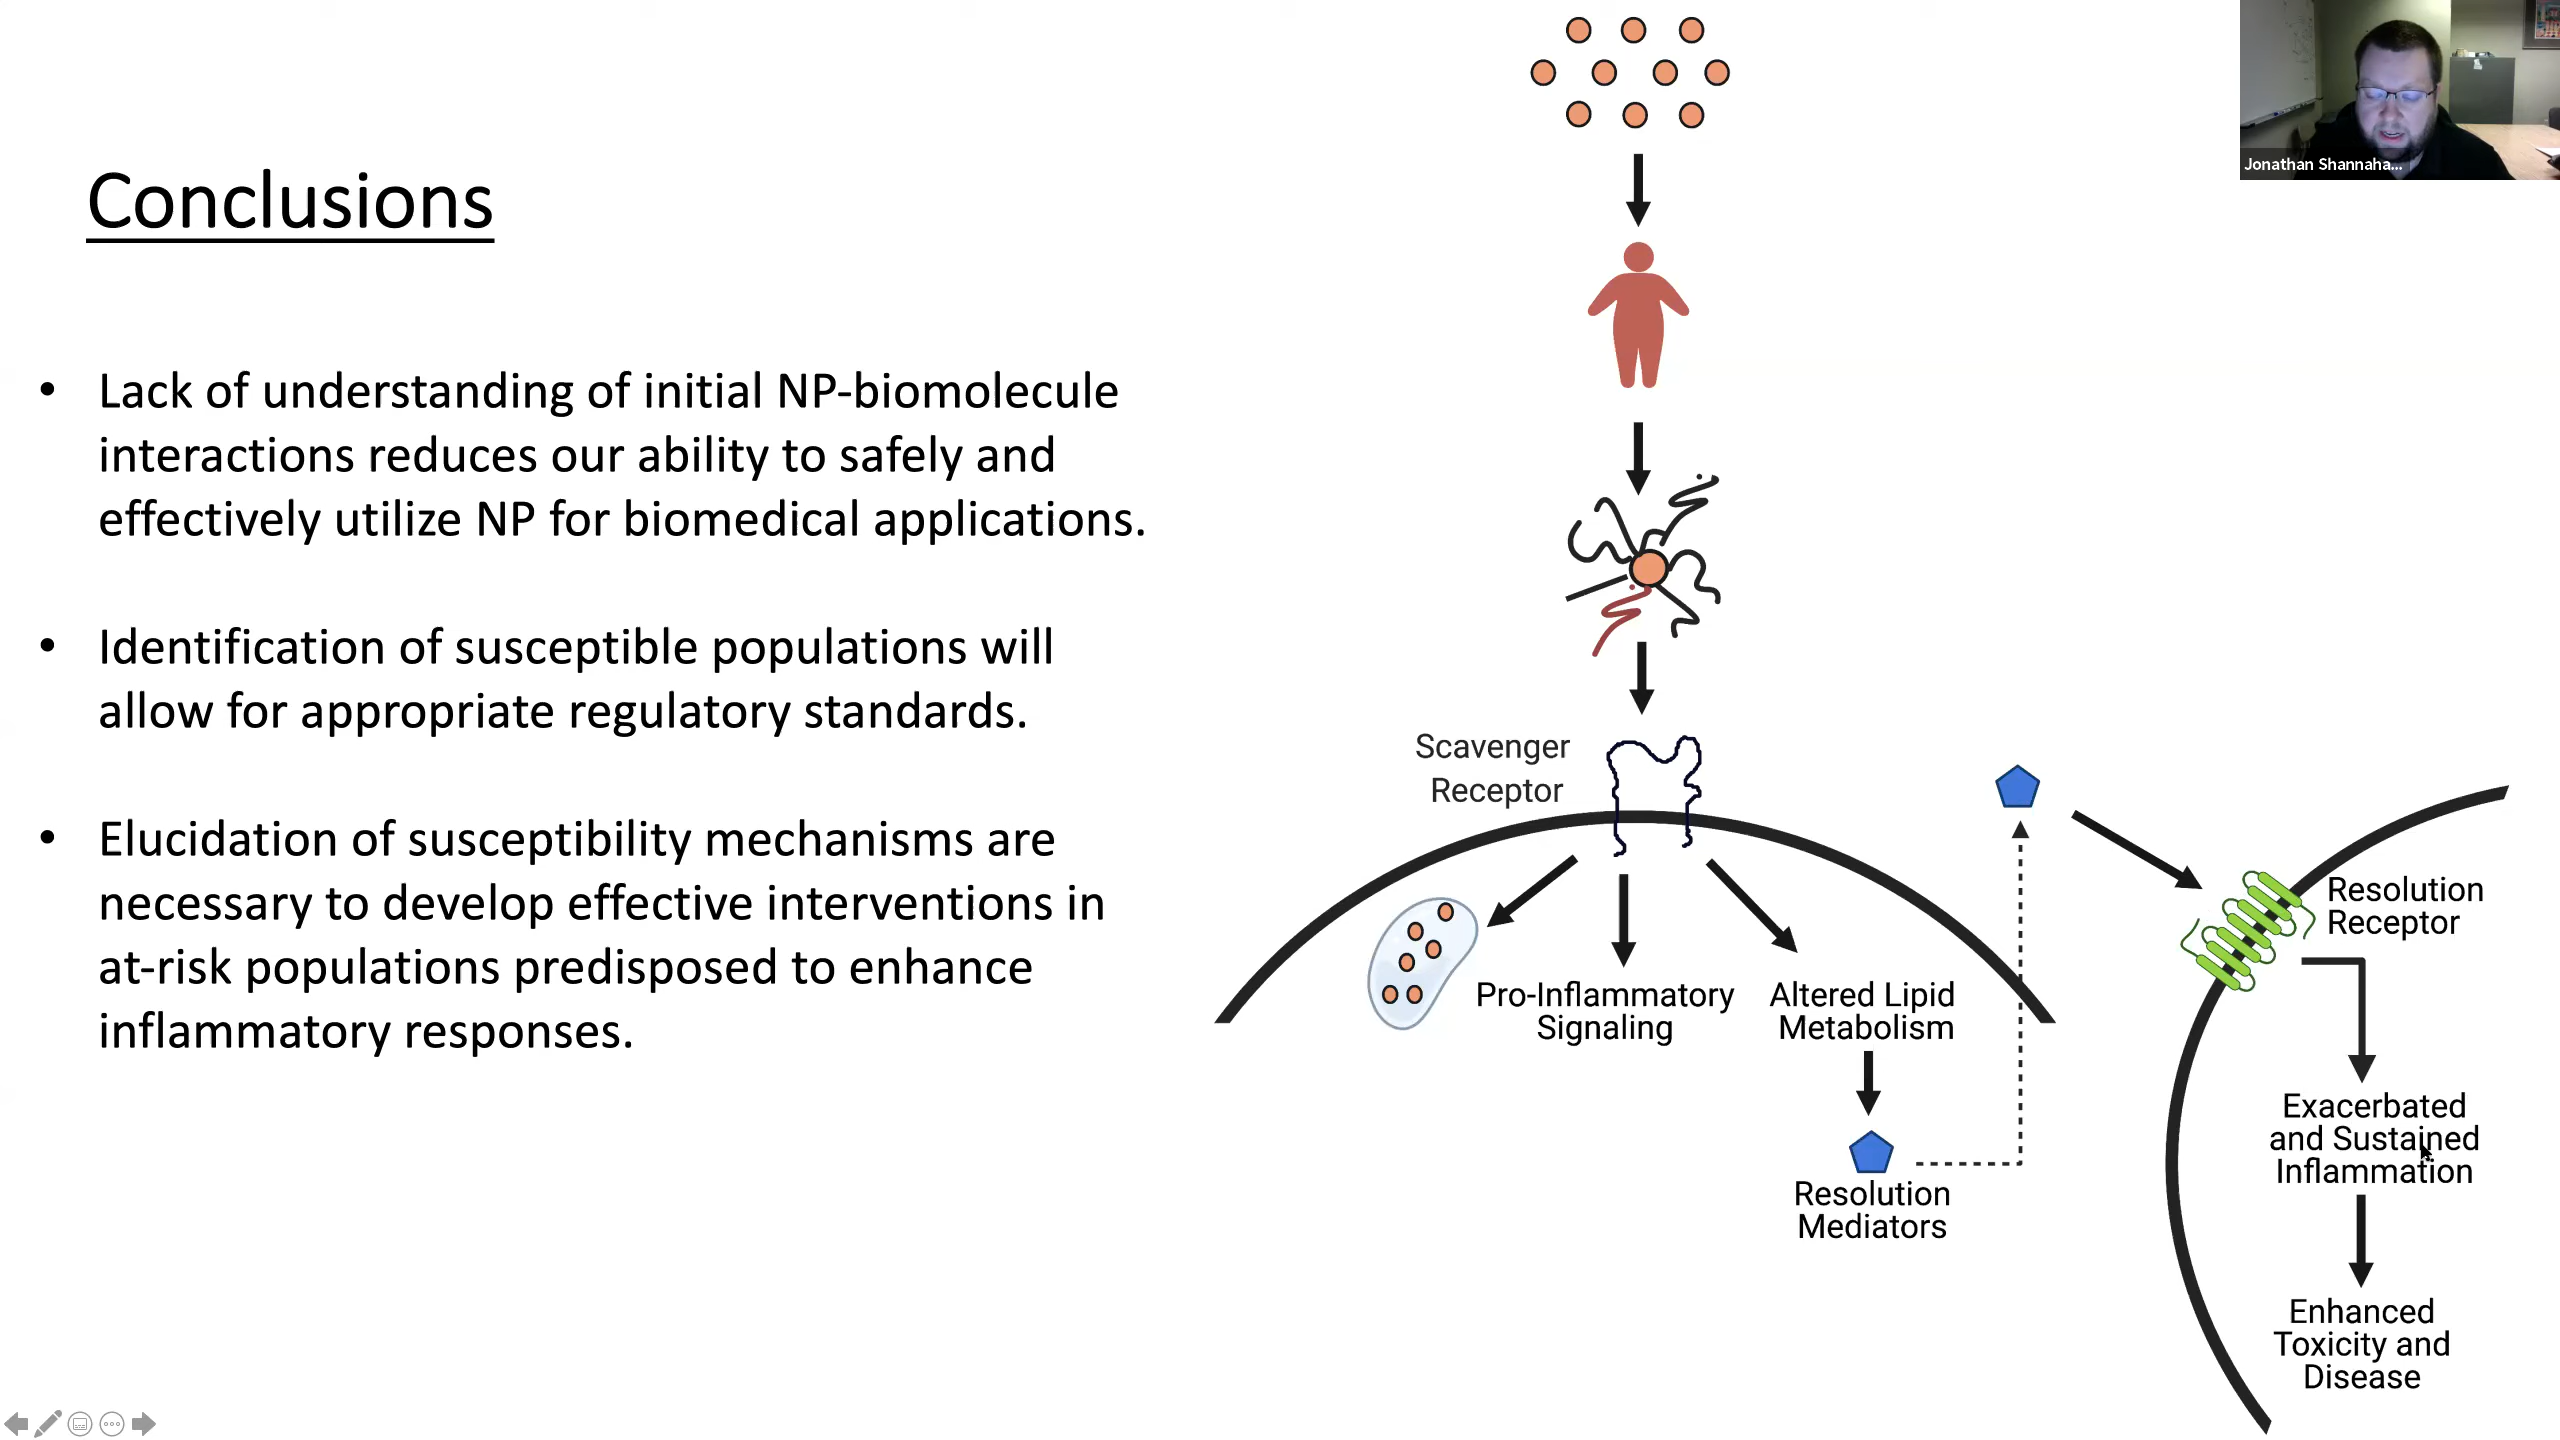 Jonathan Shannaha...
Conclusions
• Lack of understanding of initial NP-biomolecule
interactions reduces our ability to safely and
effectively utilize NP for biomedical applications.
• Identification of susceptible populations will
allow for appropriate regulatory standards.
• Elucidation of susceptibility mechanisms are
necessary to develop effective interventions in
at-risk populations predisposed to enhance
inflammatory responses.
Scavenger
Receptor
Pro-Inflammatory
Signaling
Altered Lipid
Metabolism
Resolution
Mediators
Resolution
Receptor
Exacerbated
and Sustained
Inflammation
Enhanced
Toxicity and
Disease